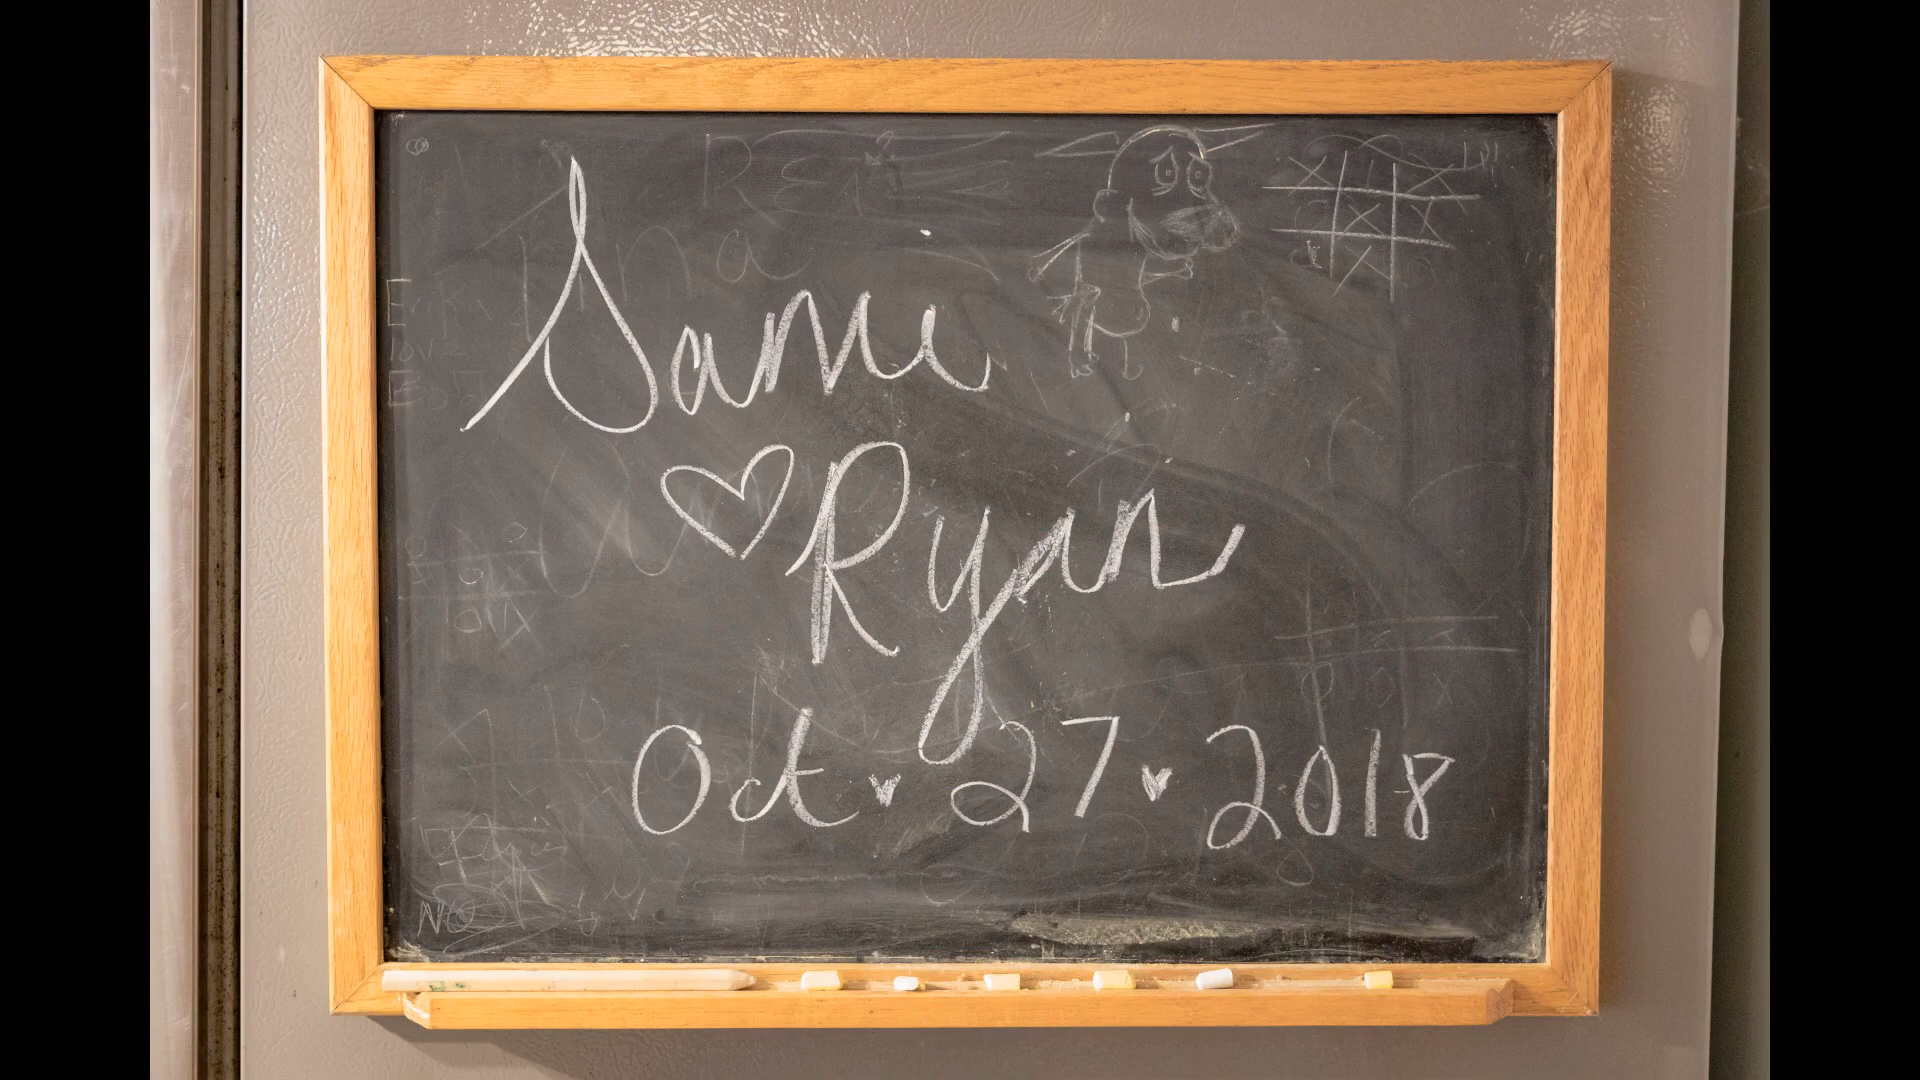 Sami
♡ Ryan
Oct ♥ 27 ♥ 2018